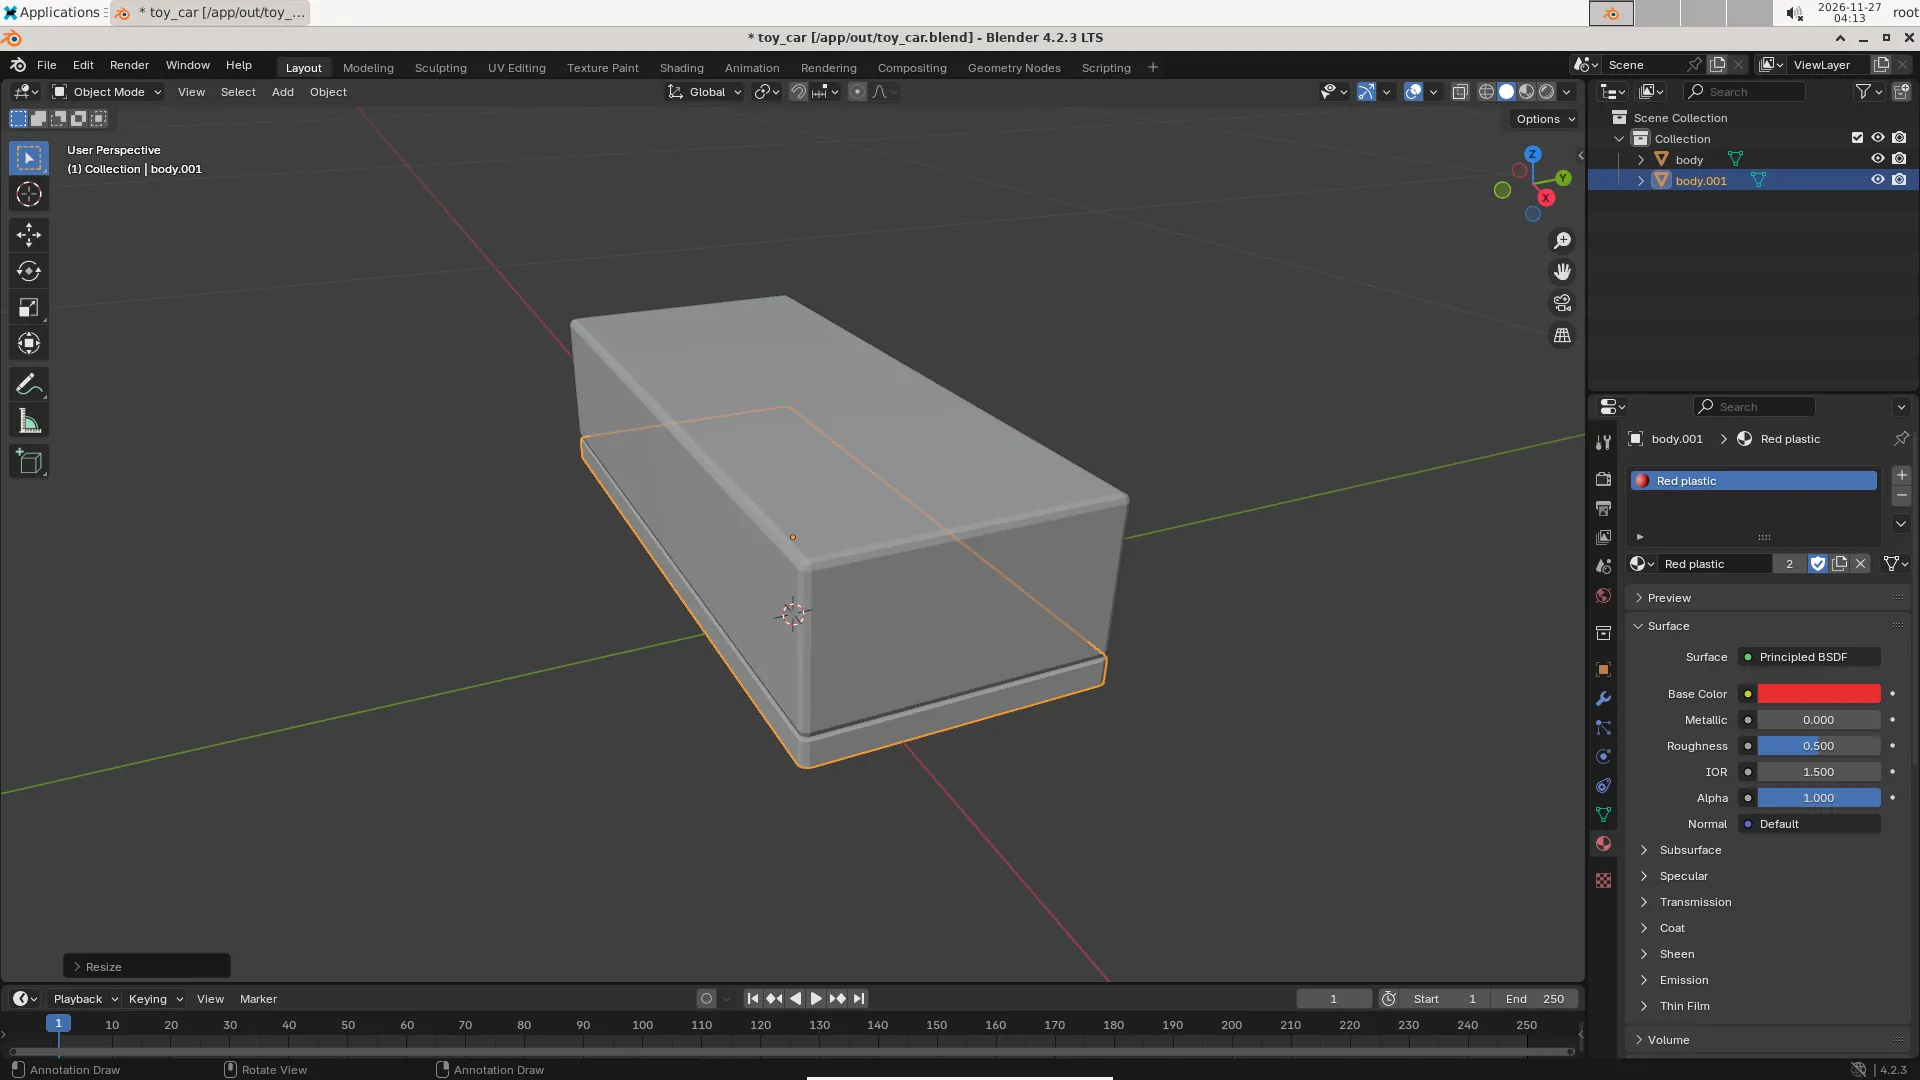 Applications
* toy_car [/app/out/toy_...
2026-11-27
04:13
root
* toy_car [/app/out/toy_car.blend] - Blender 4.2.3 LTS
File Edit Render Window Help
Layout Modeling Sculpting UV Editing Texture Paint Shading Animation Rendering Compositing Geometry Nodes Scripting
Scene
ViewLayer
Object Mode View Select Add Object
Global
Search
Options
User Perspective
(1) Collection | body.001
Z
Y
X
Scene Collection
Collection
body
body.001
Search
body.001 Red plastic
Red plastic
Red plastic 2
Preview
Surface
Surface Principled BSDF
Base Color
Metallic 0.000
Roughness 0.500
IOR 1.500
Alpha 1.000
Normal Default
Subsurface
Specular
Transmission
Coat
Sheen
Emission
Thin Film
Volume
Resize
Playback Keying View Marker
1 Start 1 End 250
1 10 20 30 40 50 60 70 80 90 100 110 120 130 140 150 160 170 180 190 200 210 220 230 240 250
Annotation Draw Rotate View Annotation Draw
4.2.3